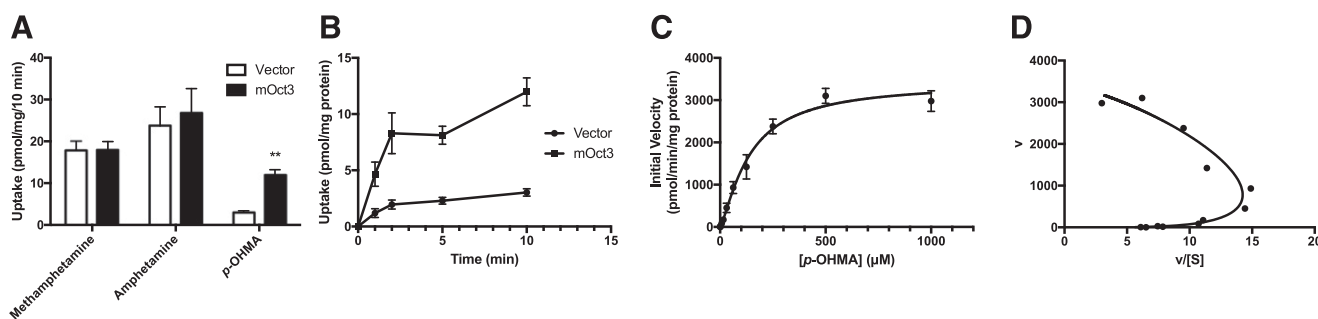 A
Uptake (pmol/mg/10 min)
40
30
20
10
0
Vector
mOct3
**
Methamphetamine
Amphetamine
p-OHMA
B
Uptake (pmol/mg protein)
15
10
5
0
Vector
mOct3
0
5
10
15
Time (min)
C
Initial Velocity
(pmol/min/mg protein)
4000
3000
2000
1000
0
0
500
1000
[p-OHMA] (µM)
D
v
4000
3000
2000
1000
0
0
5
10
15
20
v/[S]